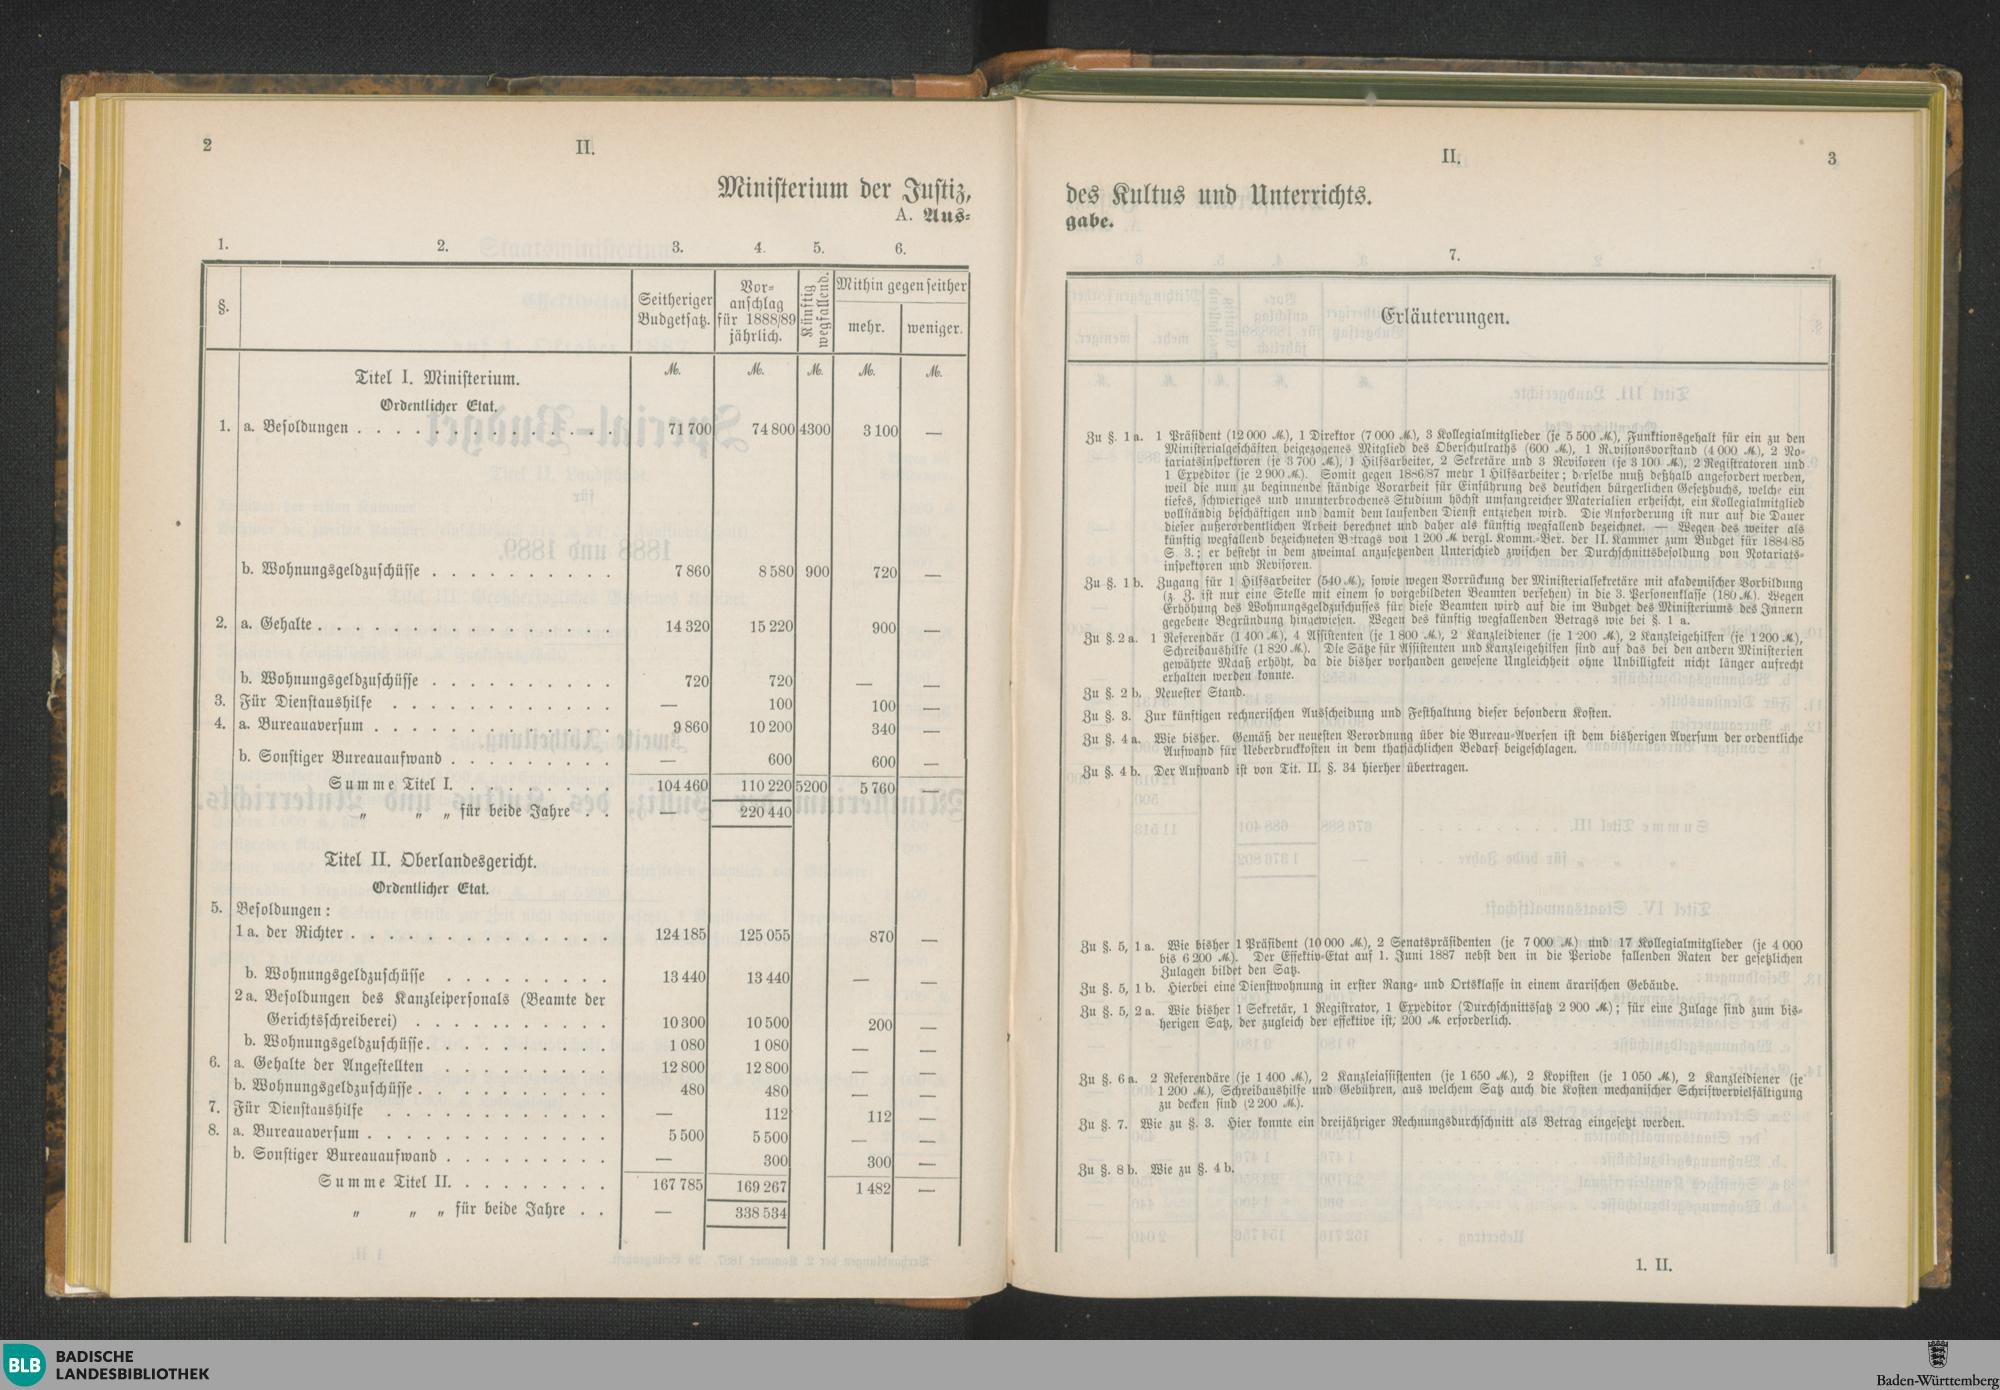 2
II.
Ministerium der Justiz,
A. Aus=
1. 2. 3. 4. 5. 6.
§. Seitheriger Budgetsatz. Vor=anschlag für 1888/89 jährlich. Künftig wegfallend. Mithin gegen seither
mehr. weniger.
Titel I. Ministerium. ℳ. ℳ. ℳ. ℳ. ℳ.
Ordentlicher Etat.
1. a. Besoldungen . . . . . . . . . . . . . . 71 700 74 800 4300 3 100 —
b. Wohnungsgeldzuschüsse . . . . . . . . . . 7 860 8 580 900 720 —
2. a. Gehalte . . . . . . . . . . . . . . . . 14 320 15 220 900 —
b. Wohnungsgeldzuschüsse . . . . . . . . . . 720 720 — —
3. Für Dienstaushilfe . . . . . . . . . . . . — 100 100 —
4. a. Bureauaversum . . . . . . . . . . . . . 9 860 10 200 340 —
b. Sonstiger Bureauaufwand . . . . . . . . . — 600 600 —
Summe Titel I. . . . . . . . . 104 460 110 220 5200 5 760 —
„ „ „ für beide Jahre . . — 220 440
Titel II. Oberlandesgericht.
Ordentlicher Etat.
5. Besoldungen :
1 a. der Richter . . . . . . . . . . . . . . 124 185 125 055 870 —
b. Wohnungsgeldzuschüsse . . . . . . . . . 13 440 13 440 — —
2 a. Besoldungen des Kanzleipersonals (Beamte der
Gerichtsschreiberei) . . . . . . . . . . . 10 300 10 500 200 —
b. Wohnungsgeldzuschüsse . . . . . . . . . . 1 080 1 080 — —
6. a. Gehalte der Angestellten . . . . . . . . . . 12 800 12 800 — —
b. Wohnungsgeldzuschüsse . . . . . . . . . . . 480 480 — —
7. Für Dienstaushilfe . . . . . . . . . . . . — 112 112 —
8. a. Bureauaversum . . . . . . . . . . . . . 5 500 5 500 — —
b. Sonstiger Bureauaufwand . . . . . . . . . — 300 300 —
Summe Titel II. . . . . . . . . 167 785 169 267 1 482 —
„ „ „ für beide Jahre . . — 338 534
II.
3
des Kultus und Unterrichts.
gabe.
7.
Erläuterungen.
Zu §. 1 a. 1 Präsident (12 000 ℳ.), 1 Direktor (7 000 ℳ.), 3 Kollegialmitglieder (je 5 500 ℳ.), Funktionsgehalt für ein zu den
Ministerialgeschäften beigezogenes Mitglied des Oberschulraths (600 ℳ.), 1 Revisionsvorstand (4 000 ℳ.), 2 No=
tariatsinspektoren (je 3 700 ℳ.), 1 Hilfsarbeiter, 2 Sekretäre und 3 Revisoren (je 3 100 ℳ.), 2 Registratoren und
1 Expeditor (je 2 900 ℳ.). Somit gegen 1886/87 mehr 1 Hilfsarbeiter; derselbe muß deßhalb angefordert werden,
weil die nun zu beginnende ständige Vorarbeit für Einführung des deutschen bürgerlichen Gesetzbuchs, welche ein
tiefes, schwieriges und ununterbrochenes Studium höchst umfangreicher Materialien erheischt, ein Kollegialmitglied
vollständig beschäftigen und damit dem laufenden Dienst entziehen wird. Die Anforderung ist nur auf die Dauer
dieser außerordentlichen Arbeit berechnet und daher als künftig wegfallend bezeichnet. — Wegen des weiter als
künftig wegfallend bezeichneten Betrags von 1 200 ℳ vergl. Komm.=Ber. der II. Kammer zum Budget für 1884/85
S. 3.; er besteht in dem zweimal anzusetzenden Unterschied zwischen der Durchschnittsbesoldung von Notariats=
inspektoren und Revisoren.
Zu §. 1 b. Zugang für 1 Hilfsarbeiter (540 ℳ.), sowie wegen Vorrückung der Ministerialsekretäre mit akademischer Vorbildung
(z. Z. ist nur eine Stelle mit einem so vorgebildeten Beamten versehen) in die 3. Personenklasse (180 ℳ.). Wegen
Erhöhung des Wohnungsgeldzuschusses für diese Beamten wird auf die im Budget des Ministeriums des Innern
gegebene Begründung hingewiesen. Wegen des künftig wegfallenden Betrags wie bei §. 1 a.
Zu §. 2 a. 1 Referendär (1 400 ℳ.), 4 Assistenten (je 1 800 ℳ.), 2 Kanzleidiener (je 1 200 ℳ.), 2 Kanzleigehilfen (je 1 200 ℳ.),
Schreibaushilfe (1 820 ℳ.). Die Sätze für Assistenten und Kanzleigehilfen sind auf das bei den andern Ministerien
gewährte Maaß erhöht, da die bisher vorhanden gewesene Ungleichheit ohne Unbilligkeit nicht länger aufrecht
erhalten werden konnte.
Zu §. 2 b. Neuester Stand.
Zu §. 3. Zur künftigen rechnerischen Ausscheidung und Festhaltung dieser besondern Kosten.
Zu §. 4 a. Wie bisher. Gemäß der neuesten Verordnung über die Bureau=Aversen ist dem bisherigen Aversum der ordentliche
Aufwand für Ueberdruckkosten in dem thatsächlichen Bedarf beigeschlagen.
Zu §. 4 b. Der Aufwand ist von Tit. II. §. 34 hierher übertragen.
Zu §. 5, 1 a. Wie bisher 1 Präsident (10 000 ℳ.), 2 Senatspräsidenten (je 7 000 ℳ.) und 17 Kollegialmitglieder (je 4 000
bis 6 200 ℳ.). Der Effektiv=Etat auf 1. Juni 1887 nebst den in die Periode fallenden Raten der gesetzlichen
Zulagen bildet den Satz.
Zu §. 5, 1 b. Hierbei eine Dienstwohnung in erster Rang= und Ortsklasse in einem ärarischen Gebäude.
Zu §. 5, 2 a. Wie bisher 1 Sekretär, 1 Registrator, 1 Expeditor (Durchschnittssatz 2 900 ℳ.); für eine Zulage sind zum bis=
herigen Satz, der zugleich der effektive ist, 200 ℳ. erforderlich.
Zu §. 6 a. 2 Referendäre (je 1 400 ℳ.), 2 Kanzleiassistenten (je 1 650 ℳ.), 2 Kopisten (je 1 050 ℳ.), 2 Kanzleidiener (je
1 200 ℳ.), Schreibaushilfe und Gebühren, aus welchem Satz auch die Kosten mechanischer Schriftvervielfältigung
zu decken sind (2 200 ℳ.).
Zu §. 7. Wie zu §. 3. Hier konnte ein dreijähriger Rechnungsdurchschnitt als Betrag eingesetzt werden.
Zu §. 8 b. Wie zu §. 4 b.
1. II.
BLB BADISCHE
LANDESBIBLIOTHEK
Baden-Württemberg